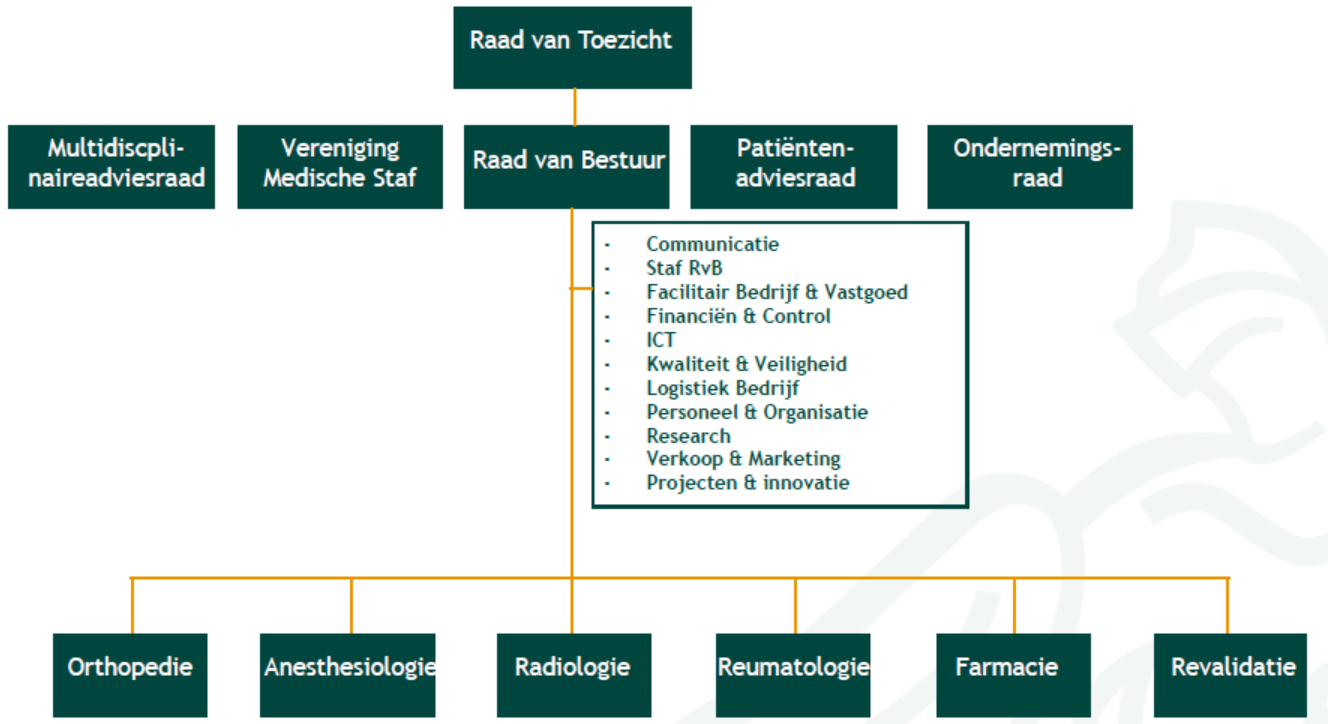 Raad van Toezicht
Multidiscpli-
naireadviesraad
Vereniging
Medische Staf
Raad van Bestuur
Patiënten-
adviesraad
Ondernemings-
raad
- Communicatie
- Staf RvB
- Facilitair Bedrijf & Vastgoed
- Financiën & Control
- ICT
- Kwaliteit & Veiligheid
- Logistiek Bedrijf
- Personeel & Organisatie
- Research
- Verkoop & Marketing
- Projecten & innovatie
Orthopedie
Anesthesiologie
Radiologie
Reumatologie
Farmacie
Revalidatie